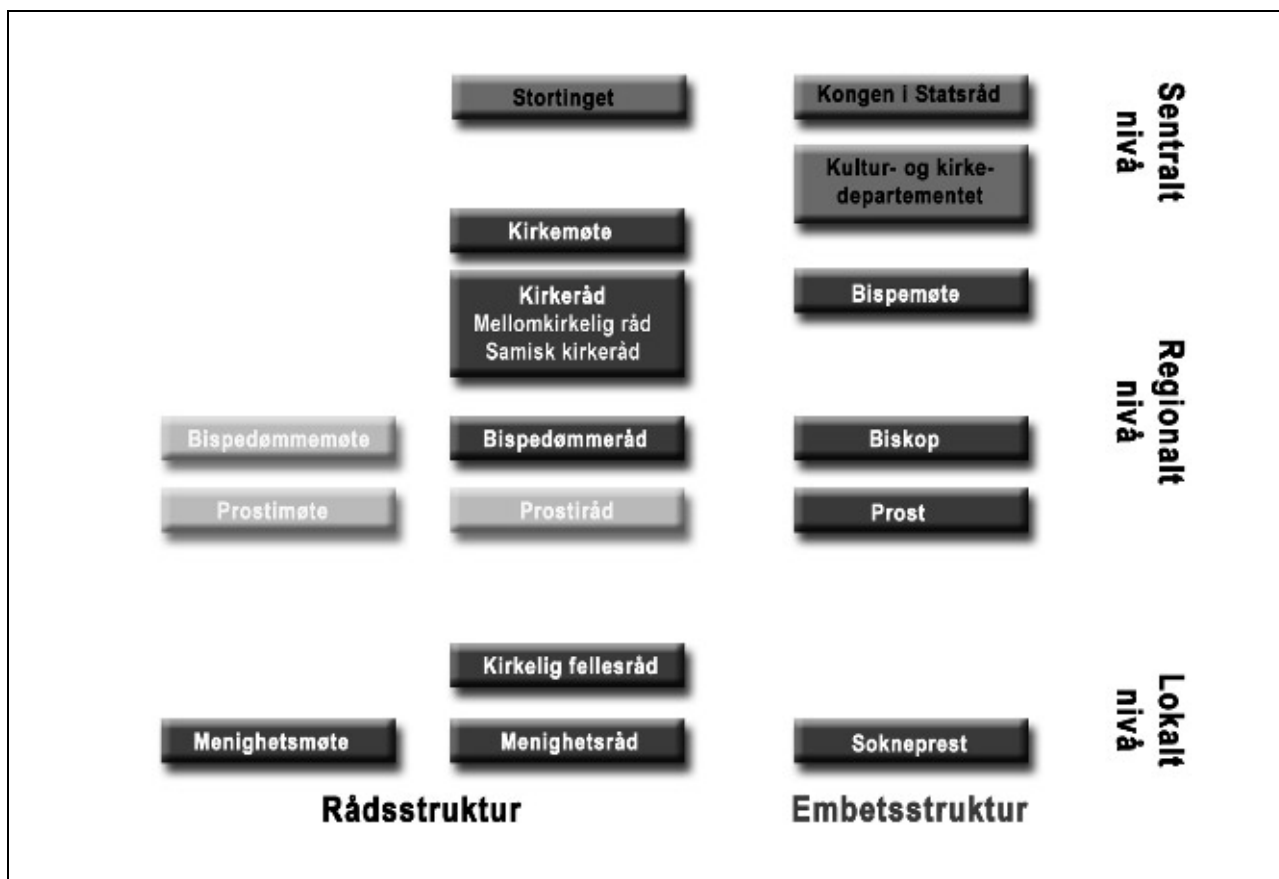 Stortinget
Kongen i Statsråd
Sentralt
nivå
Kultur- og kirke-
departementet
Kirkemøte
Kirkeråd
Mellomkirkelig råd
Samisk kirkeråd
Bispemøte
Regionalt
nivå
Bispedømmemøte
Bispedømmeråd
Biskop
Prostimøte
Prostiråd
Prost
Kirkelig fellesråd
Lokalt
nivå
Menighetsmøte
Menighetsråd
Sokneprest
Rådsstruktur
Embetsstruktur